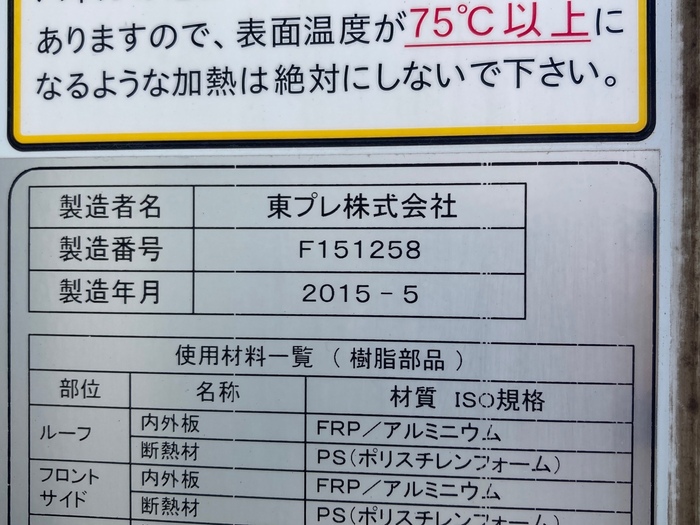 ありますので、表面温度が75℃以上に
なるような加熱は絶対にしないで下さい。
製造者名 東プレ株式会社
製造番号 F151258
製造年月 2015-5
使用材料一覧 (樹脂部品)
部位 名称 材質 ISO規格
ルーフ 内外板 FRP/アルミニウム
断熱材 PS(ポリスチレンフォーム)
フロント
サイド 内外板 FRP/アルミニウム
断熱材 PS(ポリスチレンフォーム)